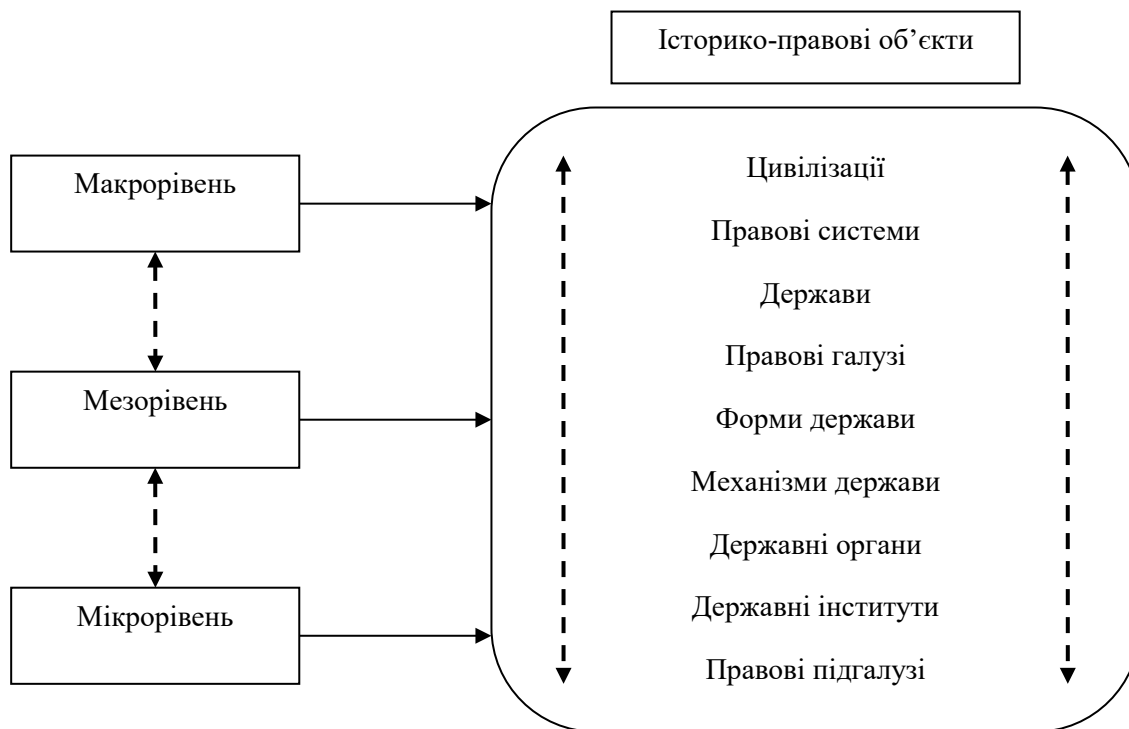 Історико-правові об’єкти
Макрорівень
Мезорівень
Мікрорівень
Цивілізації
Правові системи
Держави
Правові галузі
Форми держави
Механізми держави
Державні органи
Державні інститути
Правові підгалузі